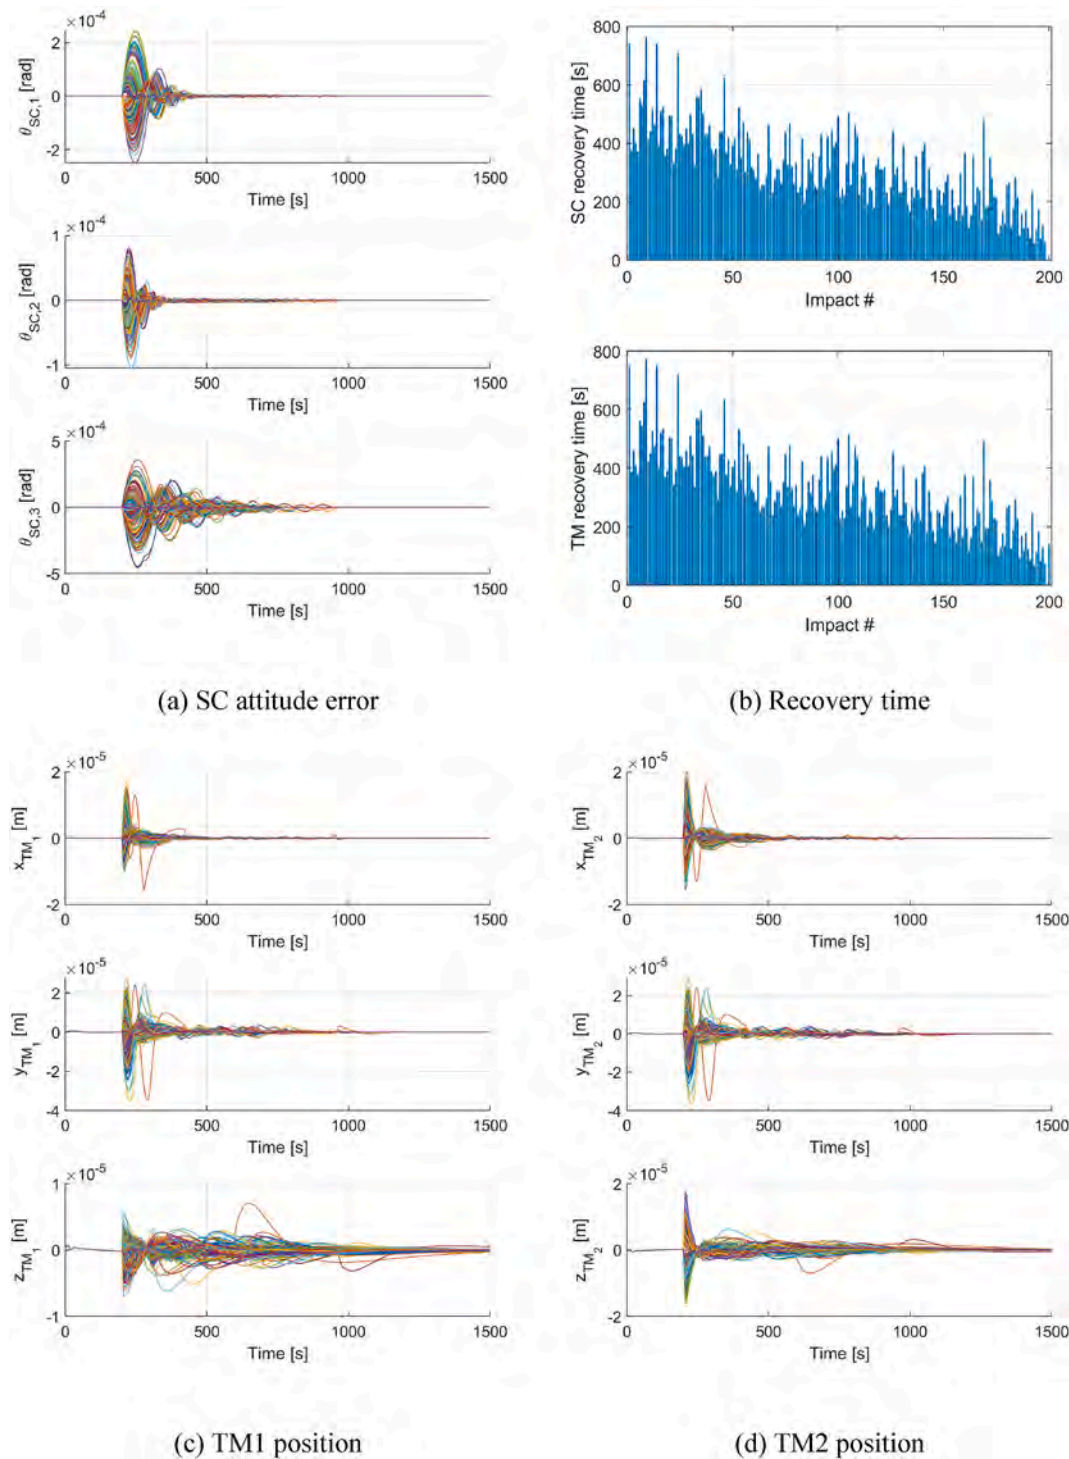 ×10⁻⁴
2
0
-2
θSC,1 [rad]
0 500 1000 1500
Time [s]
×10⁻⁴
1
0
-1
θSC,2 [rad]
0 500 1000 1500
Time [s]
×10⁻⁴
5
0
-5
θSC,3 [rad]
0 500 1000 1500
Time [s]
(a) SC attitude error
800
600
400
200
0
SC recovery time [s]
0 50 100 150 200
Impact #
800
600
400
200
0
TM recovery time [s]
0 50 100 150 200
Impact #
(b) Recovery time
×10⁻⁵
2
0
-2
xTM1 [m]
0 500 1000 1500
Time [s]
×10⁻⁵
2
0
-2
-4
yTM1 [m]
0 500 1000 1500
Time [s]
×10⁻⁵
1
0
-1
zTM1 [m]
0 500 1000 1500
Time [s]
(c) TM1 position
×10⁻⁵
2
0
-2
xTM2 [m]
0 500 1000 1500
Time [s]
×10⁻⁵
2
0
-2
-4
yTM2 [m]
0 500 1000 1500
Time [s]
×10⁻⁵
2
0
-2
zTM2 [m]
0 500 1000 1500
Time [s]
(d) TM2 position